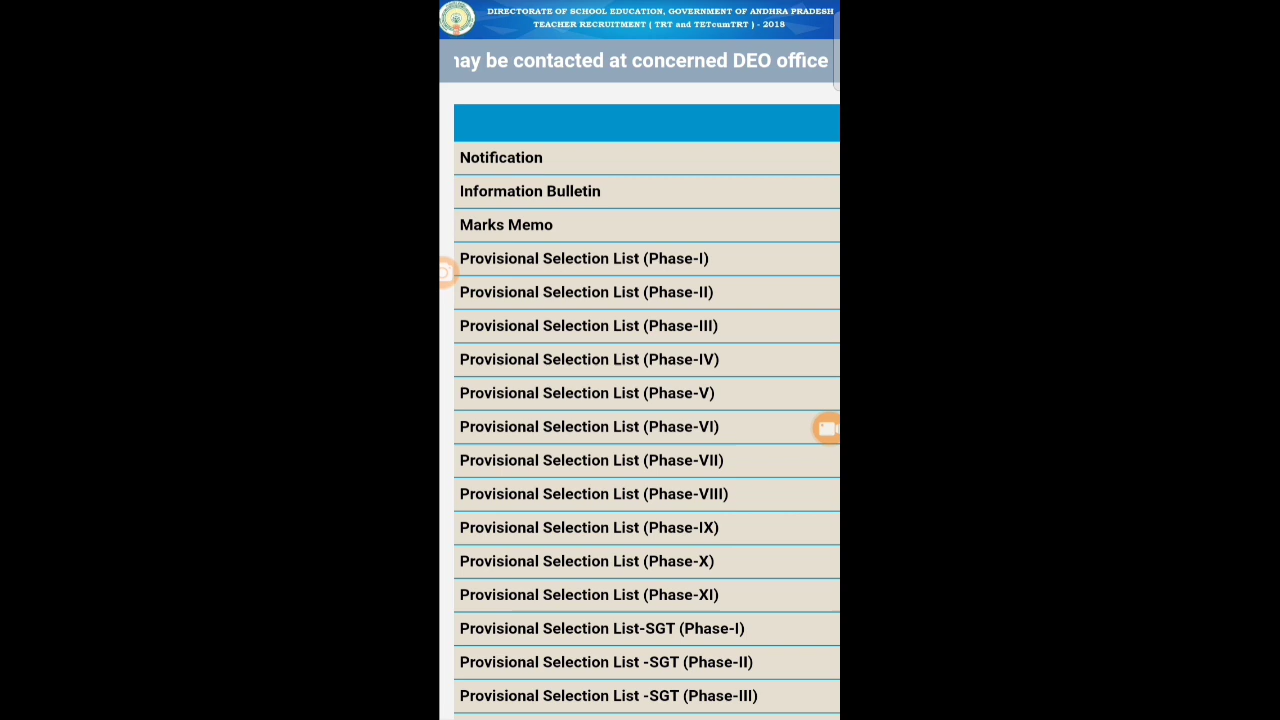 DIRECTORATE OF SCHOOL EDUCATION, GOVERNMENT OF ANDHRA PRADESH
TEACHER RECRUITMENT ( TRT and TETcumTRT ) - 2018
may be contacted at concerned DEO office
Notification
Information Bulletin
Marks Memo
Provisional Selection List (Phase-I)
Provisional Selection List (Phase-II)
Provisional Selection List (Phase-III)
Provisional Selection List (Phase-IV)
Provisional Selection List (Phase-V)
Provisional Selection List (Phase-VI)
Provisional Selection List (Phase-VII)
Provisional Selection List (Phase-VIII)
Provisional Selection List (Phase-IX)
Provisional Selection List (Phase-X)
Provisional Selection List (Phase-XI)
Provisional Selection List-SGT (Phase-I)
Provisional Selection List -SGT (Phase-II)
Provisional Selection List -SGT (Phase-III)